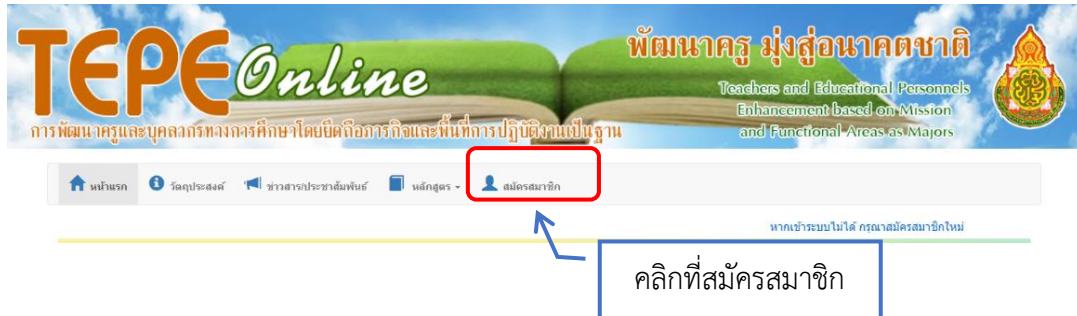 TEPE Online
พัฒนาครู มุ่งสู่อนาคตชาติ
Teachers and Educational Personnels
Enhancement based on Mission
and Functional Areas as Majors
การพัฒนาครูและบุคลากรทางการศึกษาโดยยึดถือภารกิจและพื้นที่การปฏิบัติงานเป็นฐาน
หน้าแรก วัตถุประสงค์ ข่าวสาร/ประชาสัมพันธ์ หลักสูตร สมัครสมาชิก
หากเข้าระบบไม่ได้ กรุณาสมัครสมาชิกใหม่
คลิกที่สมัครสมาชิก